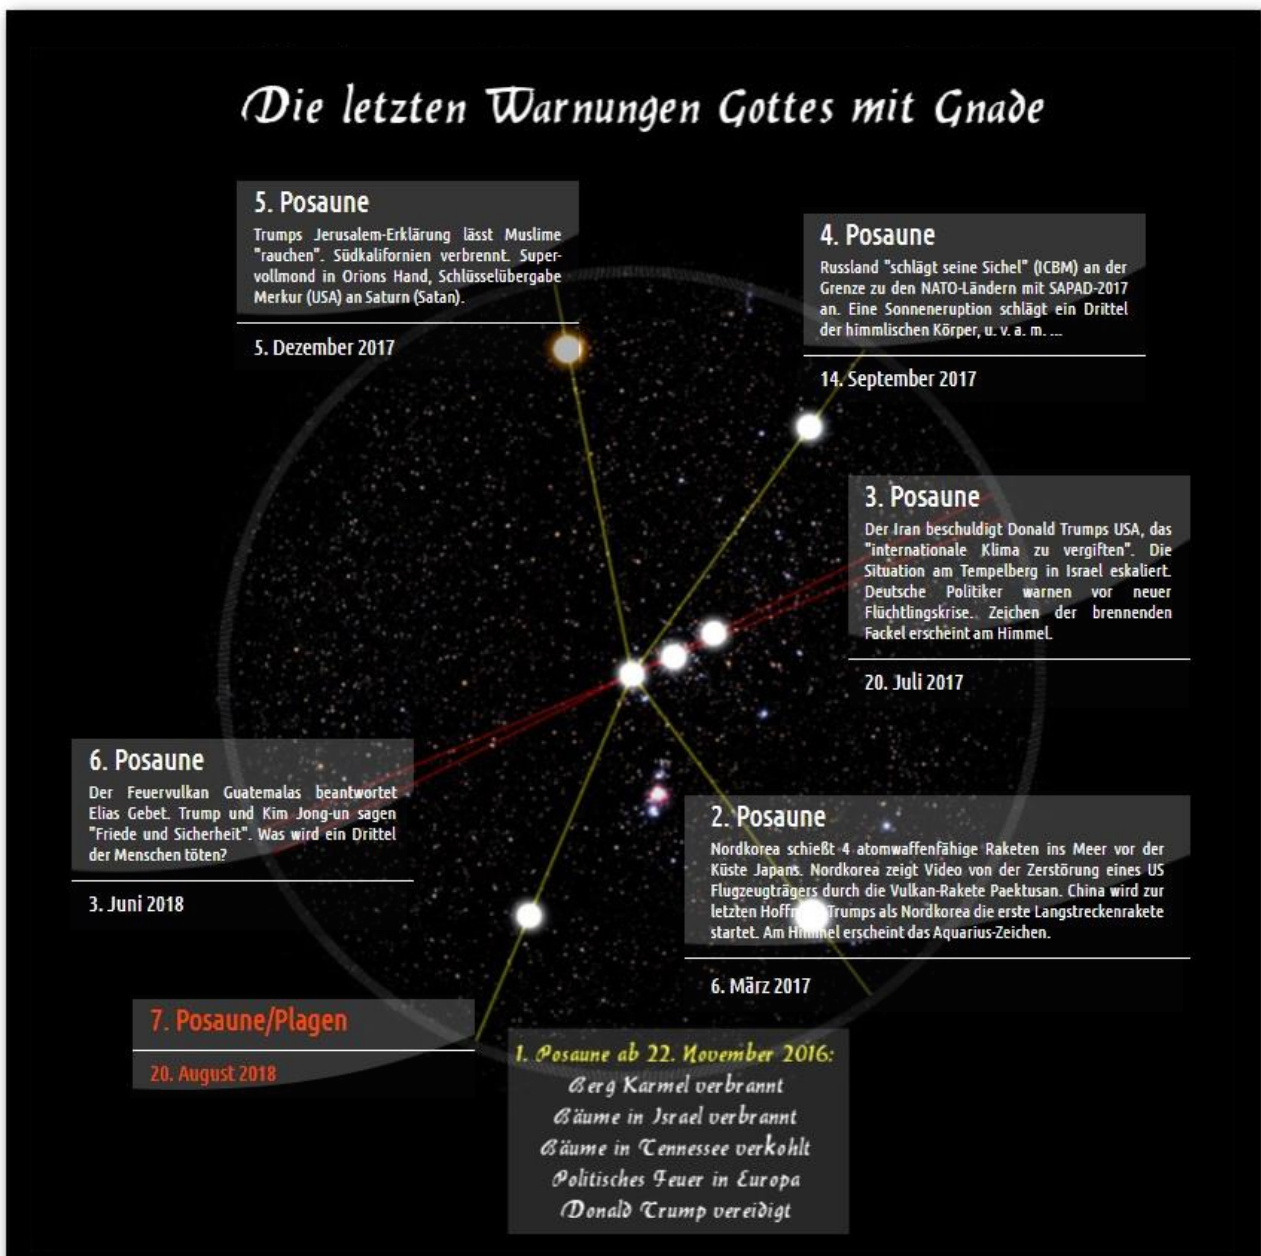 Die letzten Warnungen Gottes mit Gnade
5. Posaune
Trumps Jerusalem-Erklärung lässt Muslime
"rauchen". Südkalifornien verbrennt. Super-
vollmond in Orions Hand, Schlüsselübergabe
Merkur (USA) an Saturn (Satan).
5. Dezember 2017
4. Posaune
Russland "schlägt seine Sichel" (ICBM) an der
Grenze zu den NATO-Ländern mit SAPAD-2017
an. Eine Sonneneruption schlägt ein Drittel
der himmlischen Körper, u. v. a. m. ...
14. September 2017
3. Posaune
Der Iran beschuldigt Donald Trumps USA, das
"internationale Klima zu vergiften". Die
Situation am Tempelberg in Israel eskaliert.
Deutsche Politiker warnen vor neuer
Flüchtlingskrise. Zeichen der brennenden
Fackel erscheint am Himmel.
20. Juli 2017
6. Posaune
Der Feuervulkan Guatemalas beantwortet
Elias Gebet. Trump und Kim Jong-un sagen
"Friede und Sicherheit". Was wird ein Drittel
der Menschen töten?
3. Juni 2018
2. Posaune
Nordkorea schießt 4 atomwaffenfähige Raketen ins Meer vor der
Küste Japans. Nordkorea zeigt Video von der Zerstörung eines US
Flugzeugträgers durch die Vulkan-Rakete Paektusan. China wird zur
letzten Trumps als Nordkorea die erste Langstreckenrakete
startet. Am Himmel erscheint das Aquarius-Zeichen.
6. März 2017
7. Posaune/Plagen
20. August 2018
1. Posaune ab 22. November 2016:
Berg Karmel verbrannt
Bäume in Israel verbrannt
Bäume in Tennessee verkohlt
Politisches Feuer in Europa
Donald Trump vereidigt